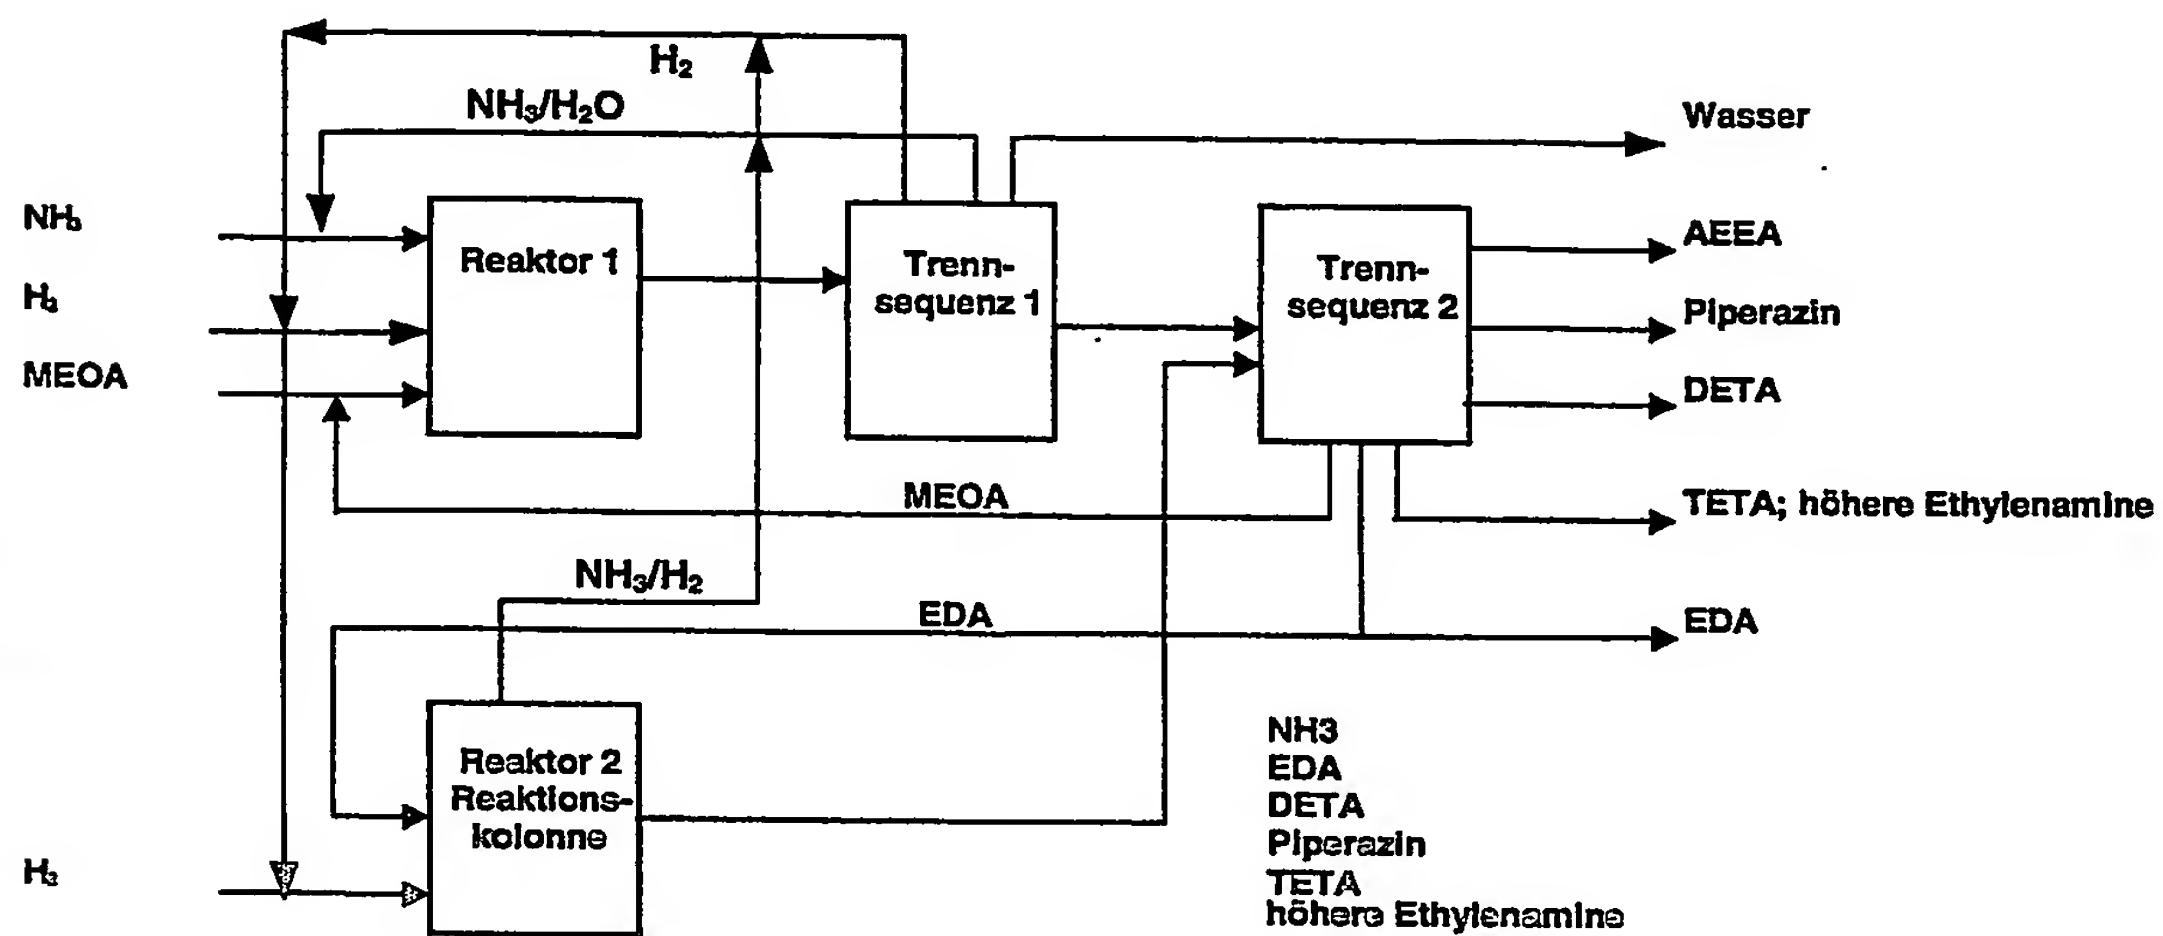 H₂
NH₃/H₂O
Wasser
NH₃
Reaktor 1
Trenn-
sequenz 1
Trenn-
sequenz 2
AEEA
H₂
Piperazin
MEOA
DETA
MEOA
TETA; höhere Ethylenamine
NH₃/H₂
EDA
EDA
Reaktor 2
Reaktions-
kolonne
H₂
NH3
EDA
DETA
Piperazin
TETA
höhere Ethylenamine